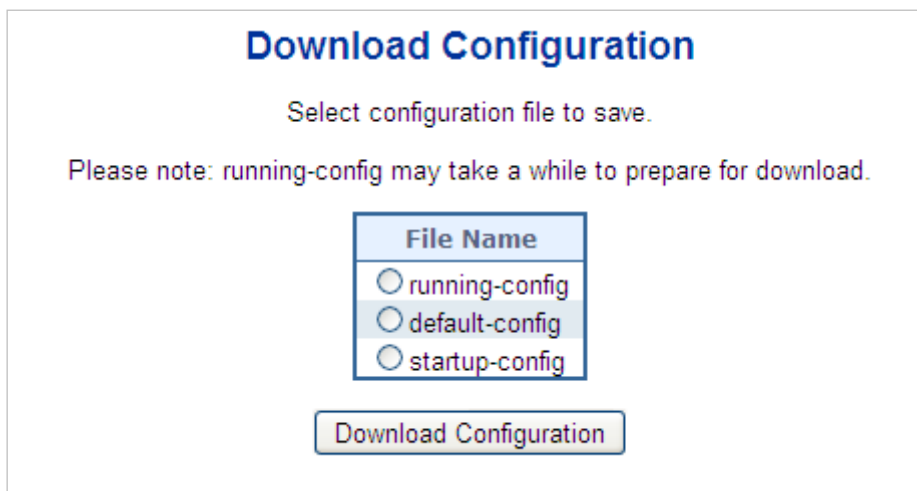 Download Configuration
Select configuration file to save.
Please note: running-config may take a while to prepare for download.
File Name
running-config
default-config
startup-config
Download Configuration